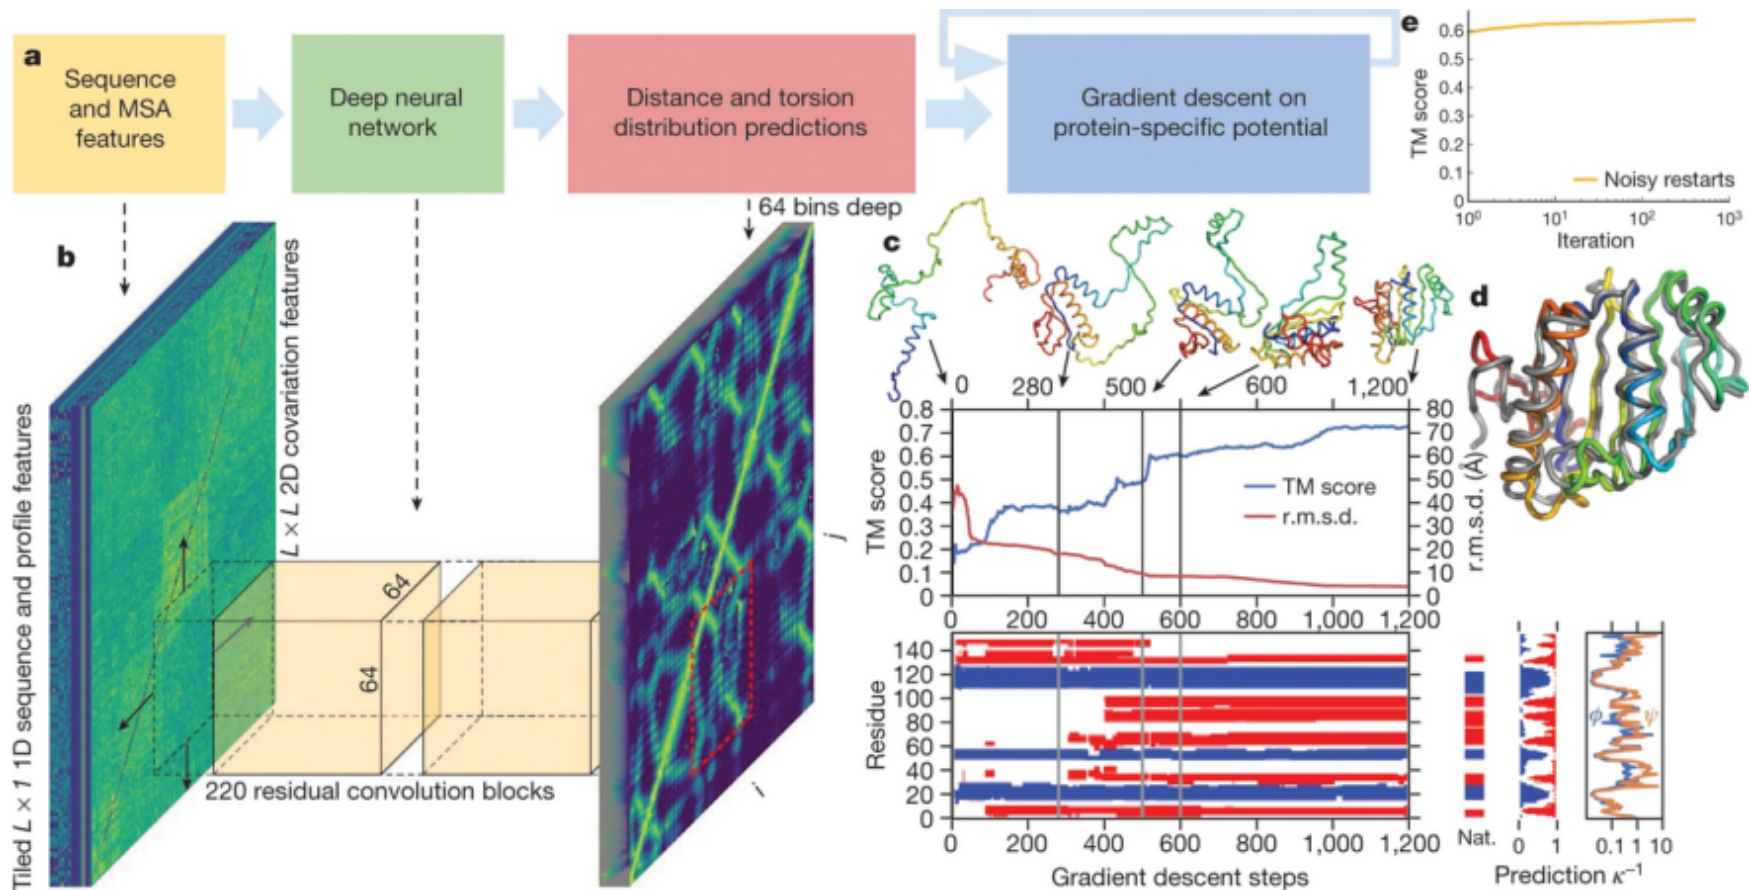 a
Sequence
and MSA
features
Deep neural
network
Distance and torsion
distribution predictions
Gradient descent on
protein-specific potential
e
TM score
0.6
0.5
0.4
0.3
0.2
0.1
0
Noisy restarts
10⁰ 10¹ 10² 10³
Iteration
b
64 bins deep
Tiled L × 1 1D sequence and profile features
L × L 2D covariation features
64
64
220 residual convolution blocks
j
i
c
0 280 500 600 1,200
TM score
0.8
0.7
0.6
0.5
0.4
0.3
0.2
0.1
0
TM score
r.m.s.d.
80
70
60
50
40
30
20
10
0
r.m.s.d. (Å)
0 200 400 600 800 1,000 1,200
Residue
140
120
100
80
60
40
20
0
0 200 400 600 800 1,000 1,200
Gradient descent steps
d
Nat.
0 1
ϕ ψ
0.1 1 10
Prediction κ⁻¹